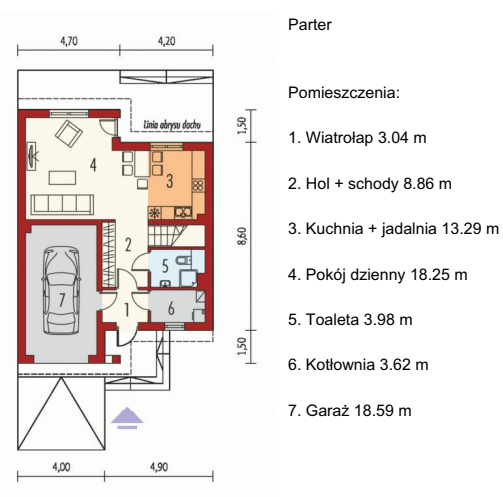 4,70
4,20
Linia obrysu dachu
1,50
8,60
1,50
4
3
2
5
7
1
6
4,00
4,90
Parter
Pomieszczenia:
1. Wiatrołap 3.04 m
2. Hol + schody 8.86 m
3. Kuchnia + jadalnia 13.29 m
4. Pokój dzienny 18.25 m
5. Toaleta 3.98 m
6. Kotłownia 3.62 m
7. Garaż 18.59 m